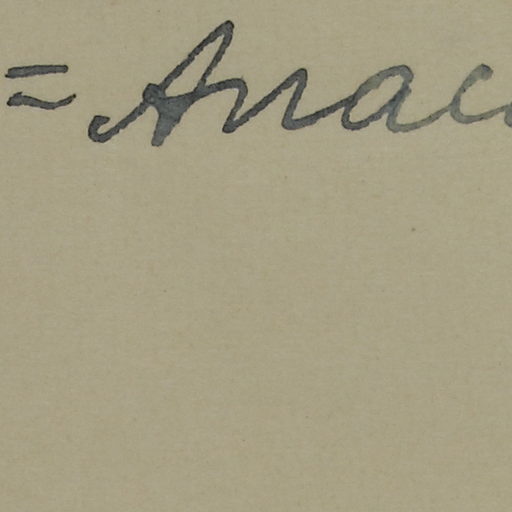 = Anac